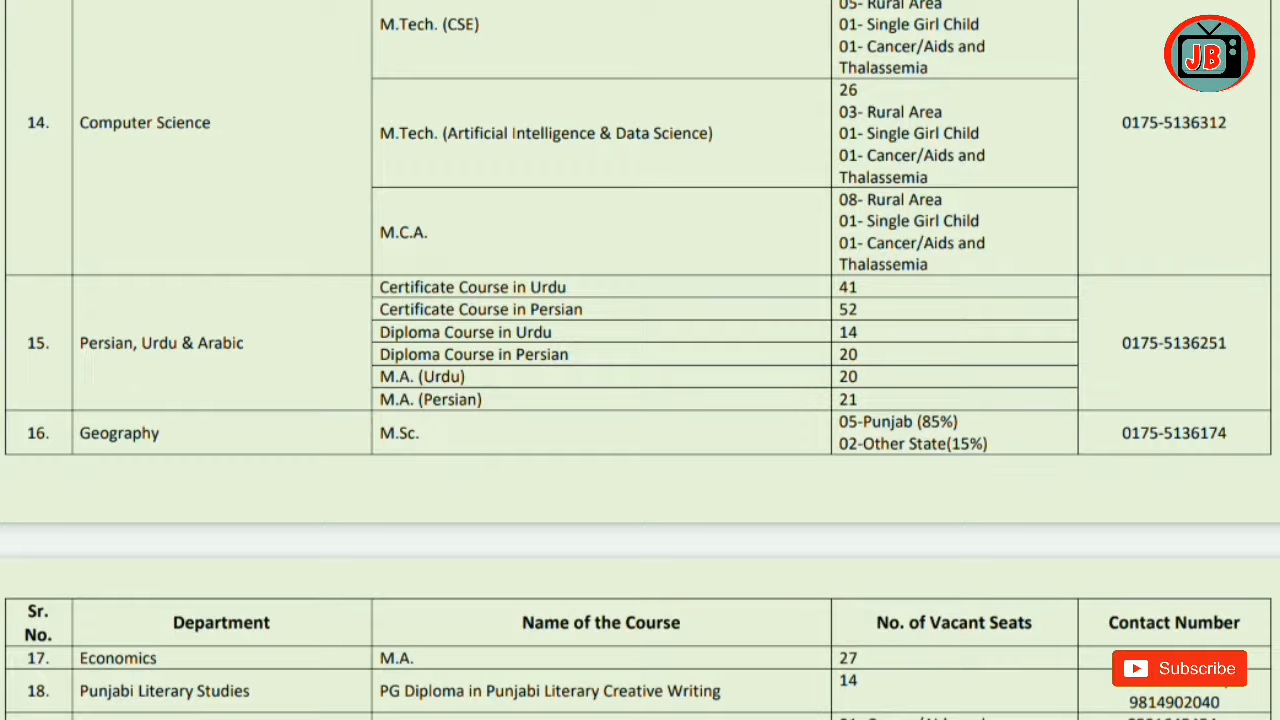 05- Rural Area
M.Tech. (CSE)
01- Single Girl Child
01- Cancer/Aids and
Thalassemia
JB
14.
Computer Science
M.Tech. (Artificial Intelligence & Data Science)
26
03- Rural Area
01- Single Girl Child
01- Cancer/Aids and
Thalassemia
0175-5136312
M.C.A.
08- Rural Area
01- Single Girl Child
01- Cancer/Aids and
Thalassemia
15.
Persian, Urdu & Arabic
Certificate Course in Urdu 41
Certificate Course in Persian 52
Diploma Course in Urdu 14
Diploma Course in Persian 20
M.A. (Urdu) 20
M.A. (Persian) 21
0175-5136251
16. Geography M.Sc.
05-Punjab (85%)
02-Other State(15%)
0175-5136174
Sr.
No.
Department Name of the Course No. of Vacant Seats Contact Number
17. Economics M.A. 27
Subscribe
18. Punjabi Literary Studies PG Diploma in Punjabi Literary Creative Writing 14
9814902040